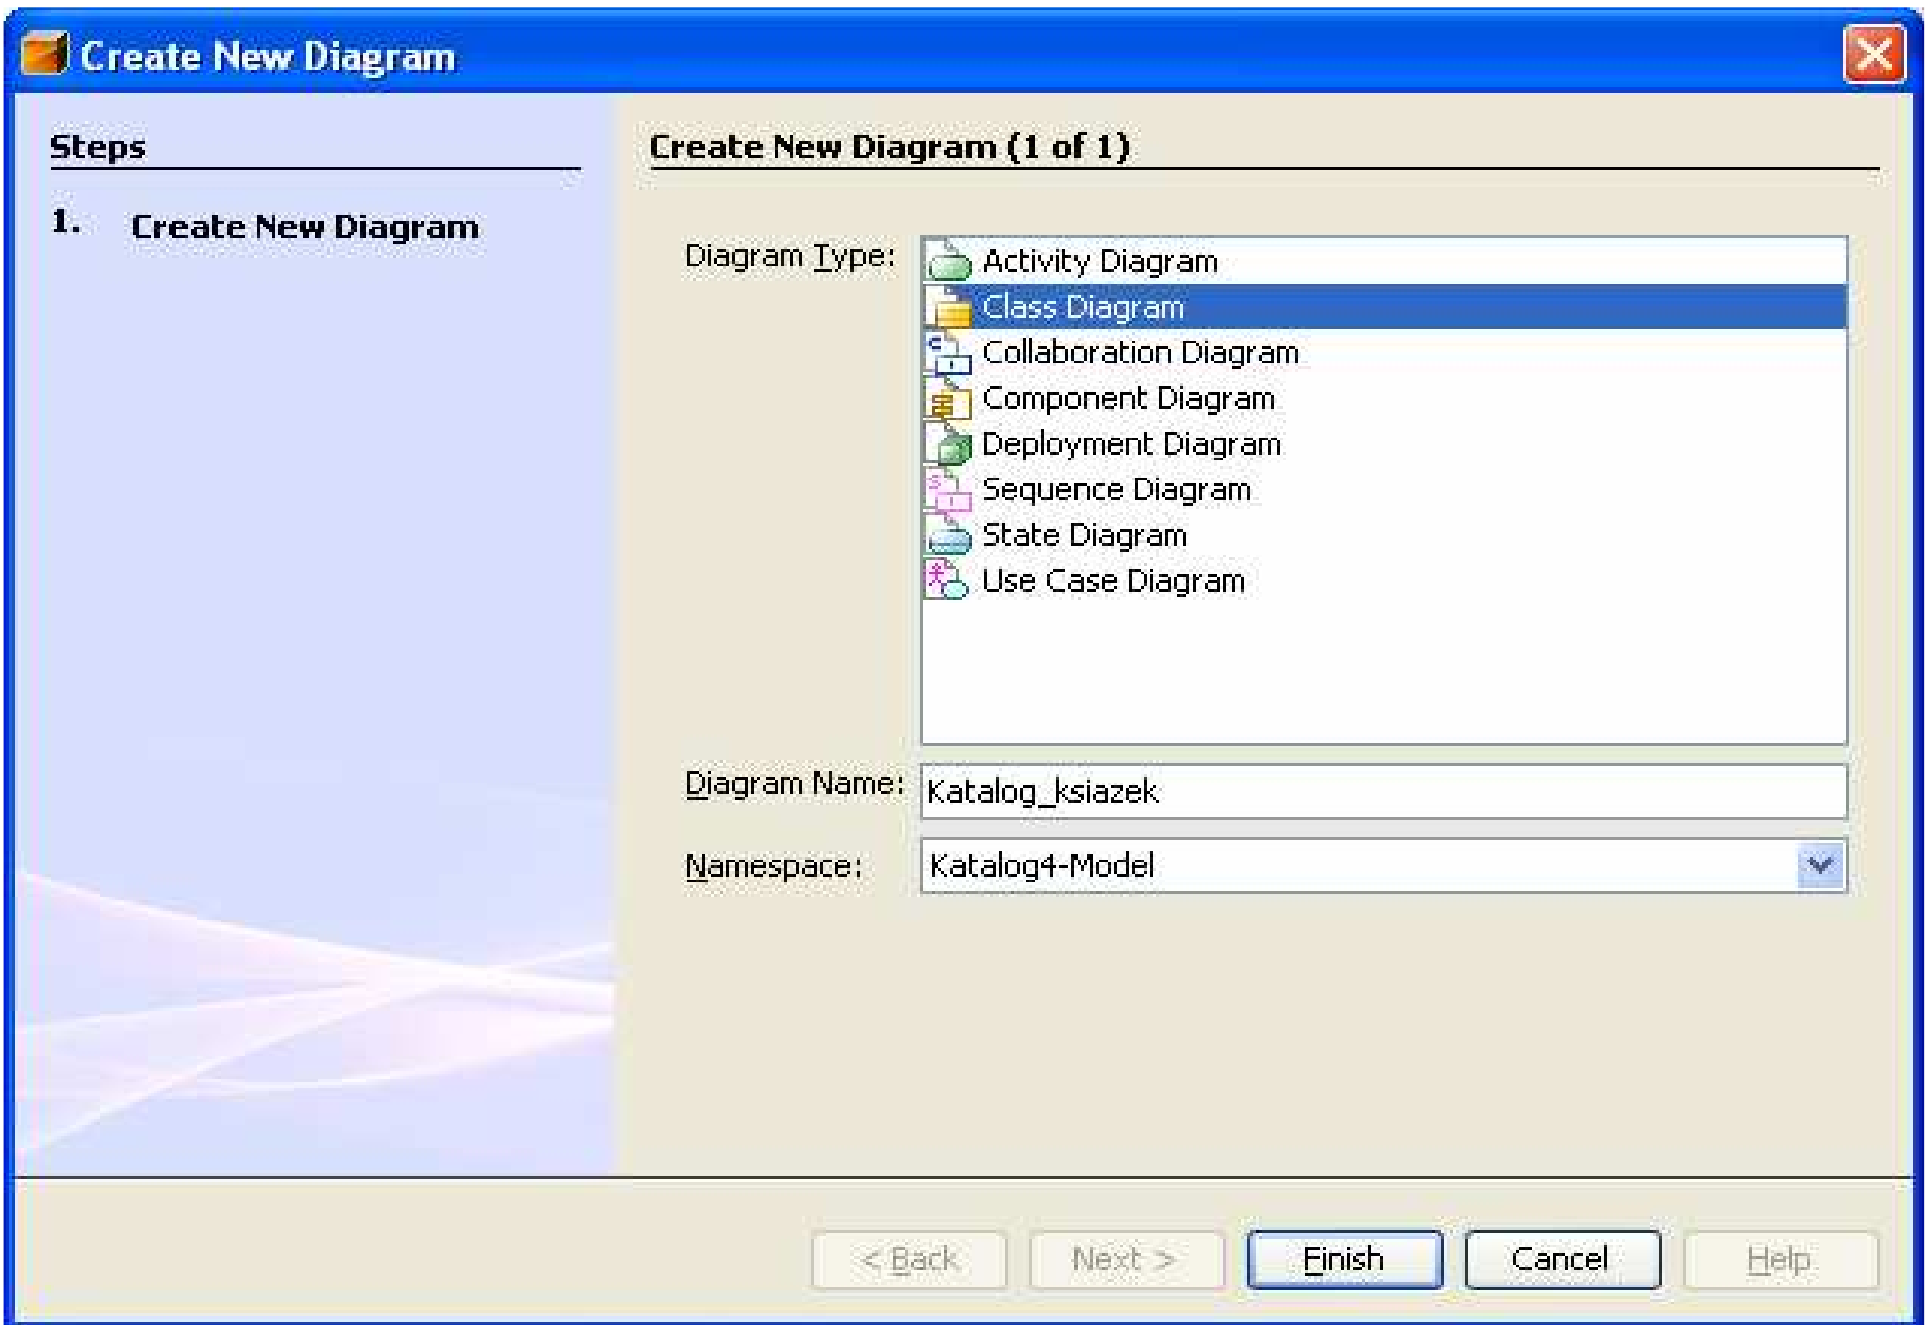 Create New Diagram
Steps
1. Create New Diagram
Create New Diagram (1 of 1)
Diagram Type:
Activity Diagram
Class Diagram
Collaboration Diagram
Component Diagram
Deployment Diagram
Sequence Diagram
State Diagram
Use Case Diagram
Diagram Name: Katalog_ksiazek
Namespace: Katalog4-Model
< Back Next > Finish Cancel Help